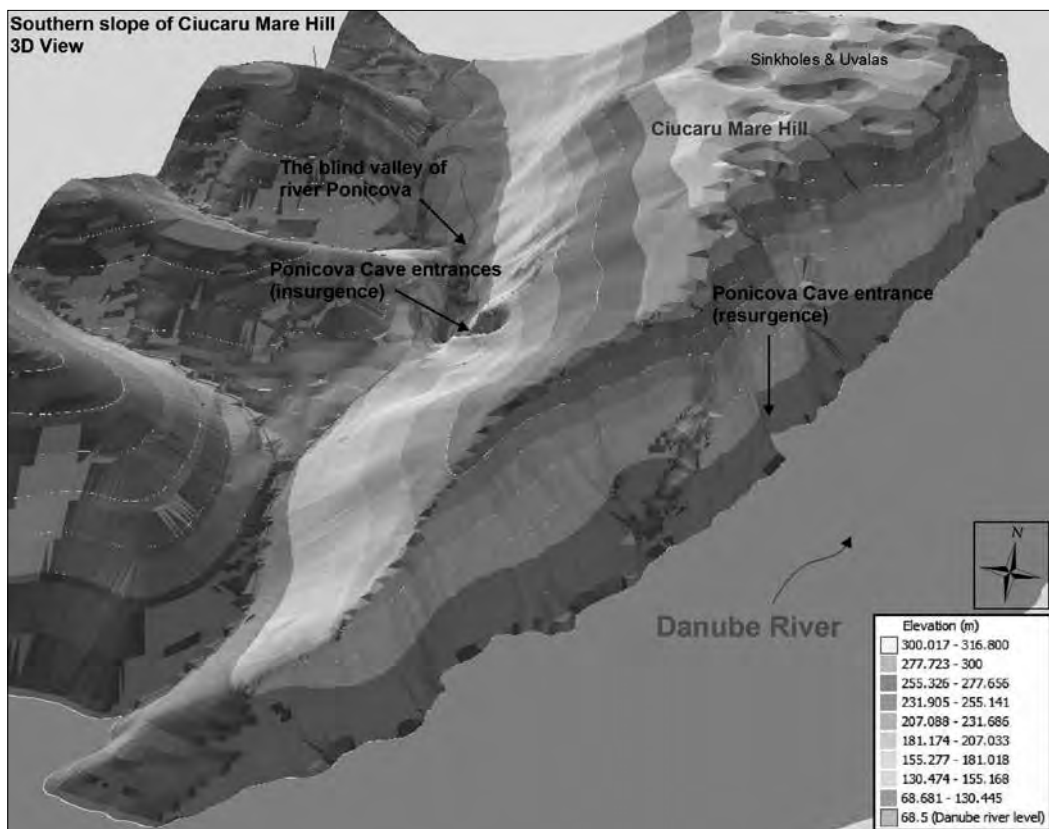 Southern slope of Ciucaru Mare Hill
3D View
Sinkholes & Uvalas
Ciucaru Mare Hill
The blind valley of
river Ponicova
Ponicova Cave entrances
(insurgence)
Ponicova Cave entrance
(resurgence)
Danube River
N
Elevation (m)
300.017 - 316.800
277.723 - 300
255.326 - 277.656
231.905 - 255.141
207.088 - 231.686
181.174 - 207.033
155.277 - 181.018
130.474 - 155.168
68.681 - 130.445
68.5 (Danube river level)